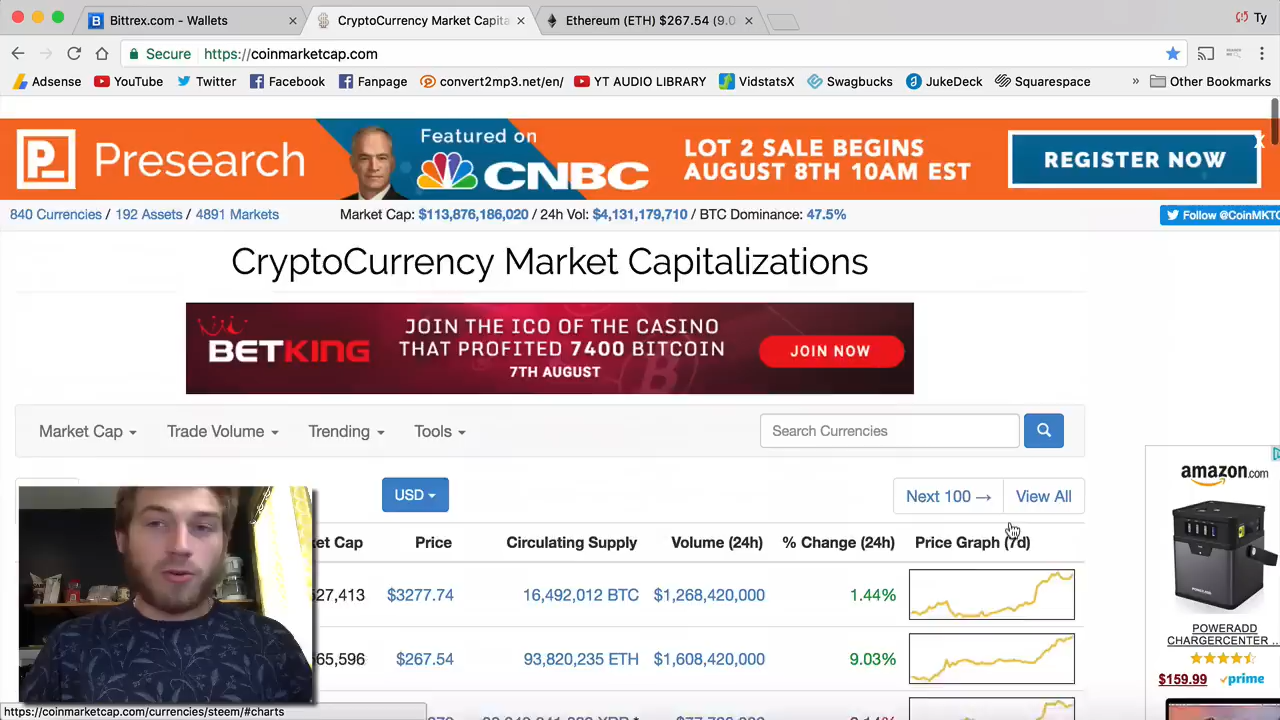 Bittrex.com - Wallets
CryptoCurrency Market Capita
Ethereum (ETH) $267.54 (9.0
Ty
Secure https://coinmarketcap.com
Adsense YouTube Twitter Facebook Fanpage convert2mp3.net/en/ YT AUDIO LIBRARY VidstatsX Swagbucks JukeDeck Squarespace » Other Bookmarks
Presearch
Featured on
CNBC
LOT 2 SALE BEGINS
AUGUST 8TH 10AM EST
REGISTER NOW
X
840 Currencies / 192 Assets / 4891 Markets Market Cap: $113,876,186,020 / 24h Vol: $4,131,179,710 / BTC Dominance: 47.5% Follow @CoinMKTC
CryptoCurrency Market Capitalizations
BETKING
JOIN THE ICO OF THE CASINO
THAT PROFITED 7400 BITCOIN
7TH AUGUST
JOIN NOW
Market Cap Trade Volume Trending Tools Search Currencies
USD Next 100 → View All
et Cap Price Circulating Supply Volume (24h) % Change (24h) Price Graph (7d)
27,413 $3277.74 16,492,012 BTC $1,268,420,000 1.44%
65,596 $267.54 93,820,235 ETH $1,608,420,000 9.03%
amazon.com
POWERADD
CHARGERCENTER ...
$159.99 prime
https://coinmarketcap.com/currencies/steem/#charts